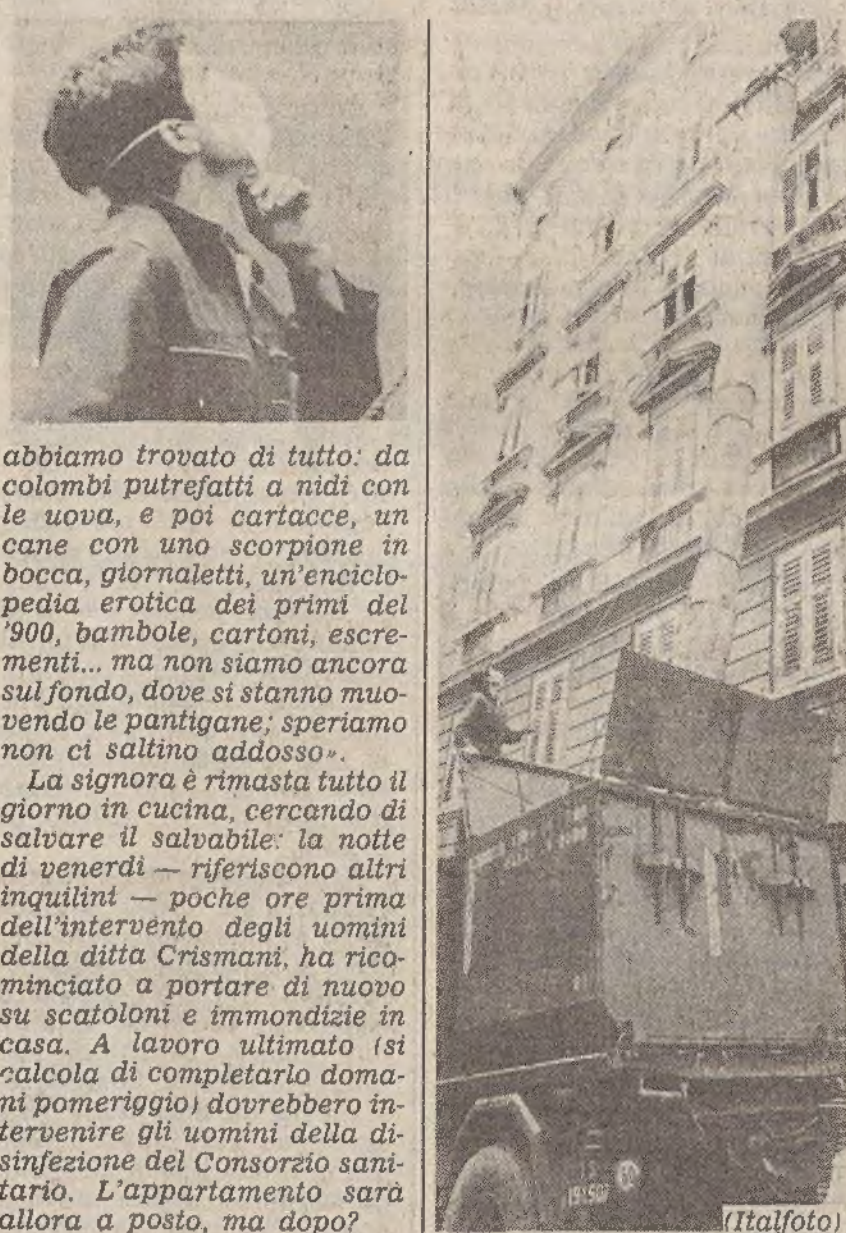 abbiamo trovato di tutto: da
colombi putrefatti a nidi con
le uova, e poi cartacce, un
cane con uno scorpione in
bocca, giornaletti, un'enciclo-
pedia erotica dei primi del
'900, bambole, cartoni, escre-
menti... ma non siamo ancora
sul fondo, dove si stanno muo-
vendo le pantigane; speriamo
non ci saltino addosso».
La signora è rimasta tutto il
giorno in cucina, cercando di
salvare il salvabile: la notte
di venerdì — riferiscono altri
inquilini — poche ore prima
dell'intervento degli uomini
della ditta Crismani, ha rico-
minciato a portare di nuovo
su scatoloni e immondizie in
casa. A lavoro ultimato (si
calcola di completarlo doma-
ni pomeriggio) dovrebbero in-
tervenire gli uomini della di-
sinfezione del Consorzio sani-
tario. L'appartamento sarà
allora a posto, ma dopo?
(Italfoto)